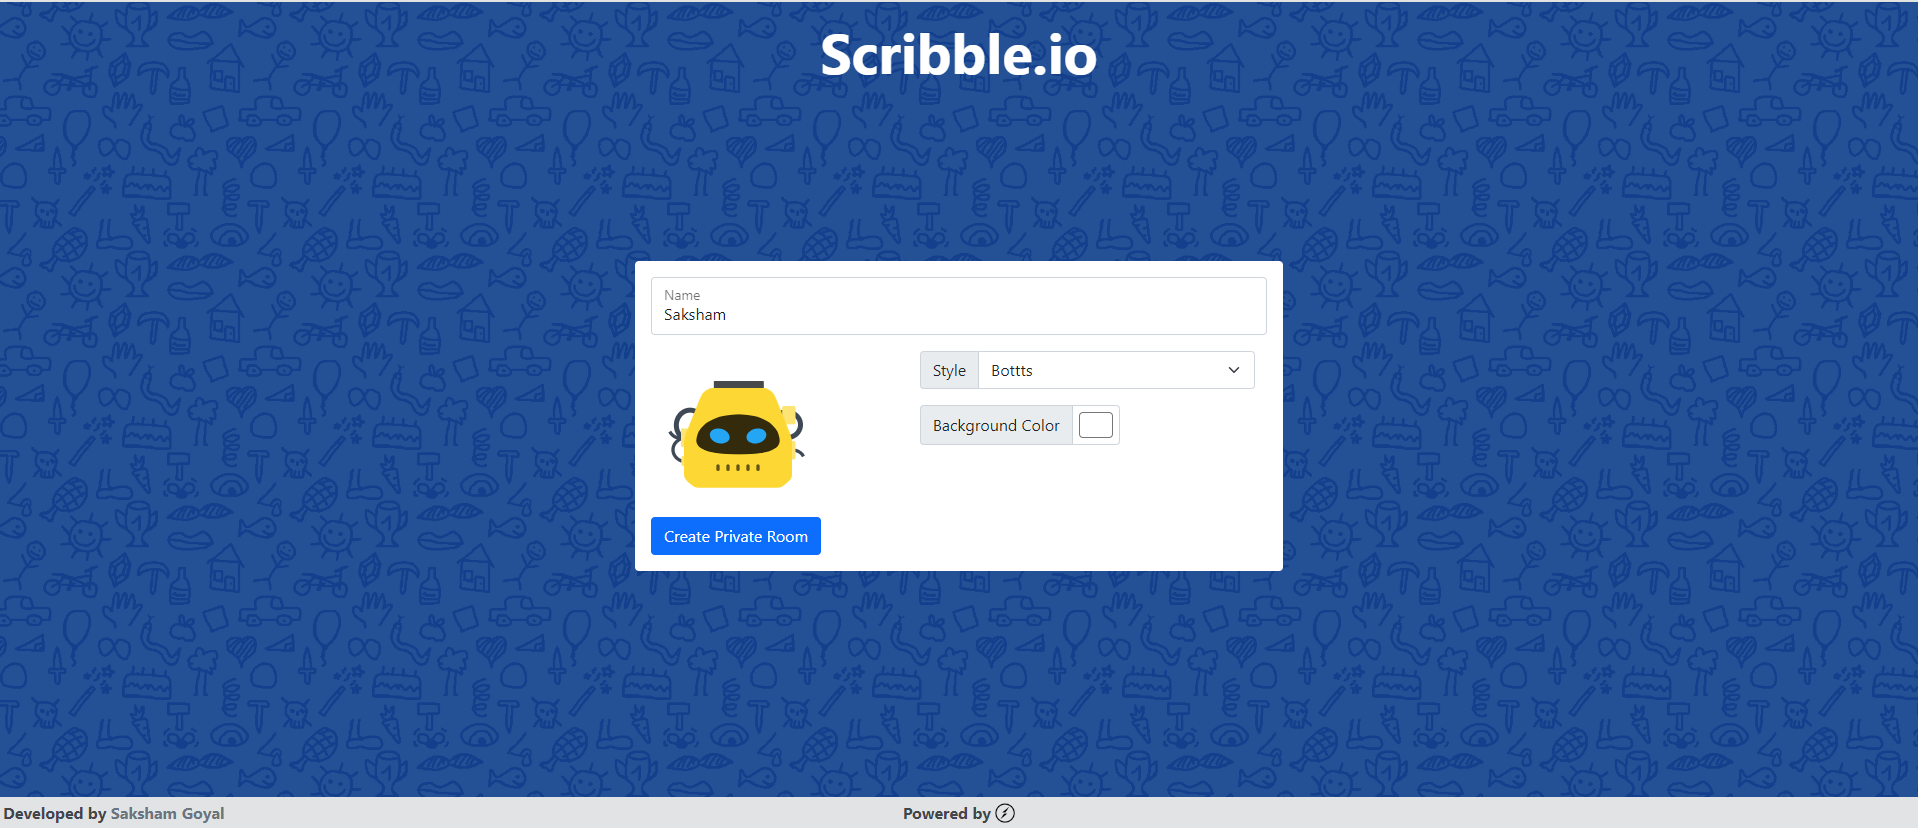 Scribble.io
Name
Saksham
Style
Bottts
Background Color
Create Private Room
Developed by Saksham Goyal
Powered by